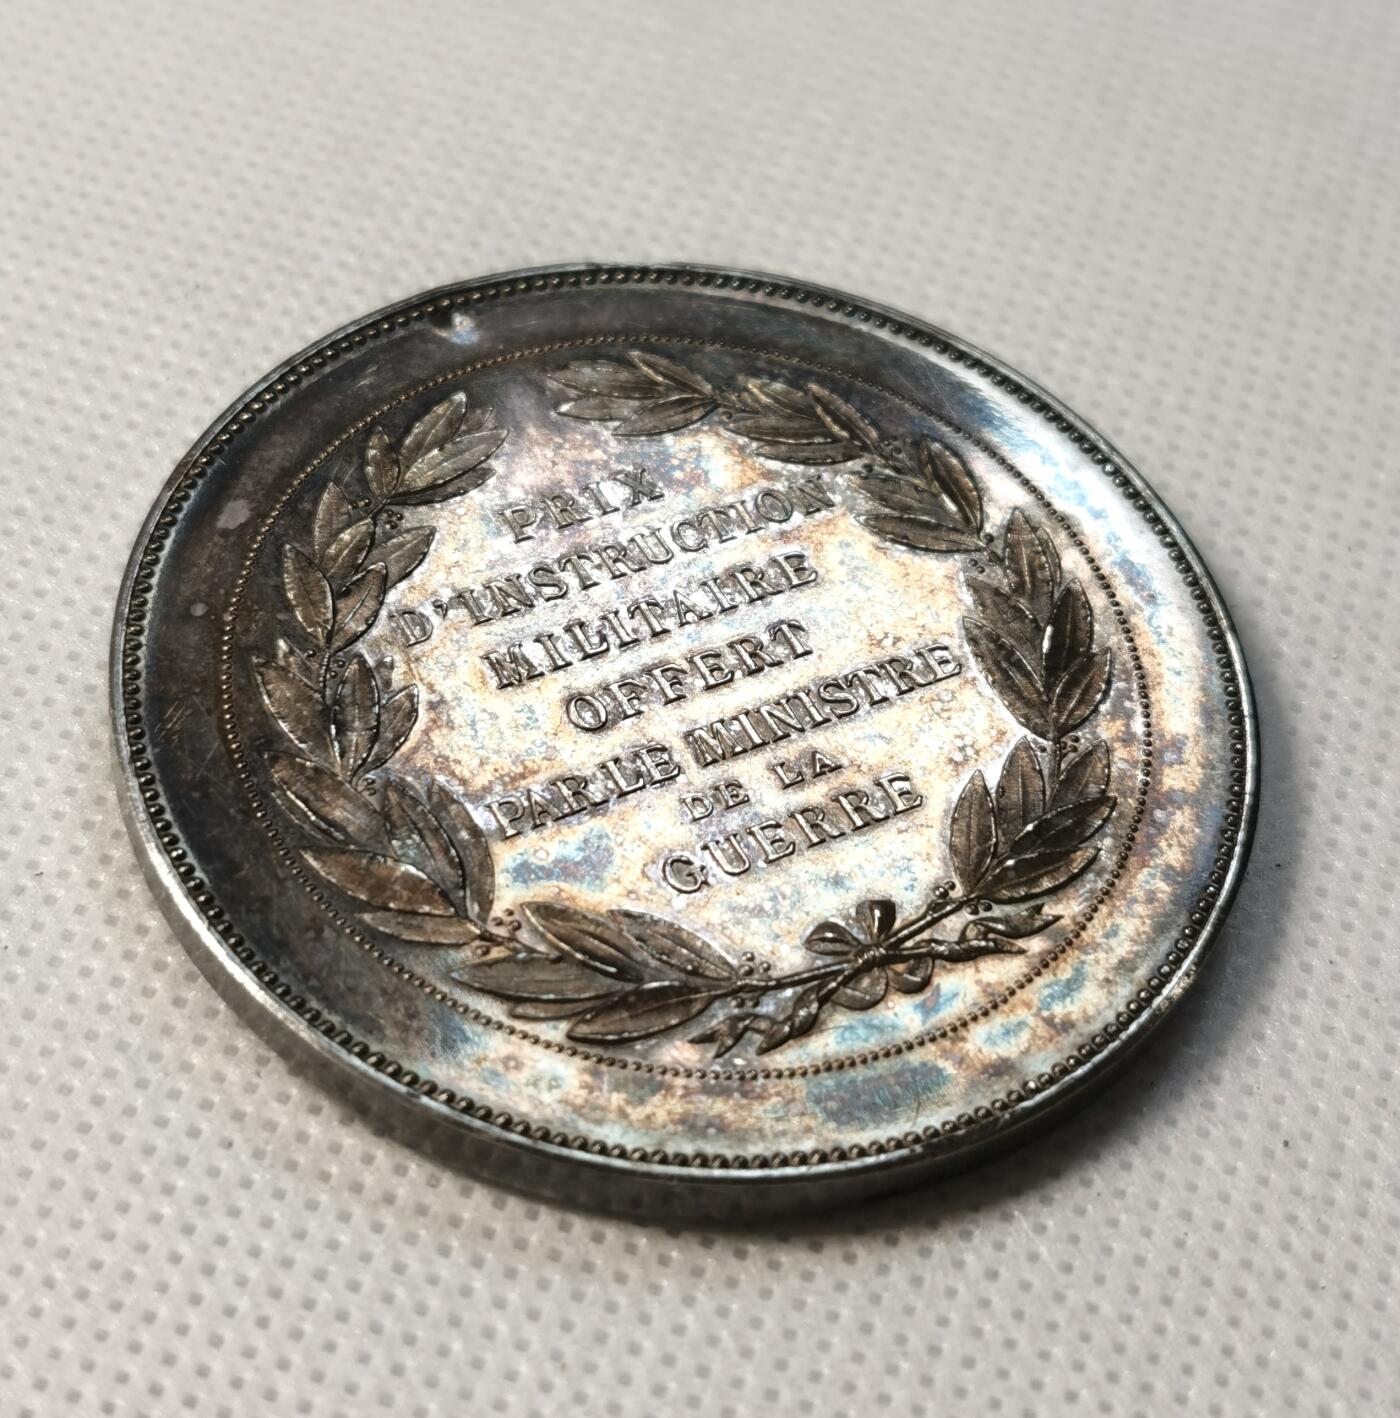 PRIX
D'INSTRUCTION
MILITAIRE
OFFERT
PAR LE MINISTRE
DE LA
GUERRE